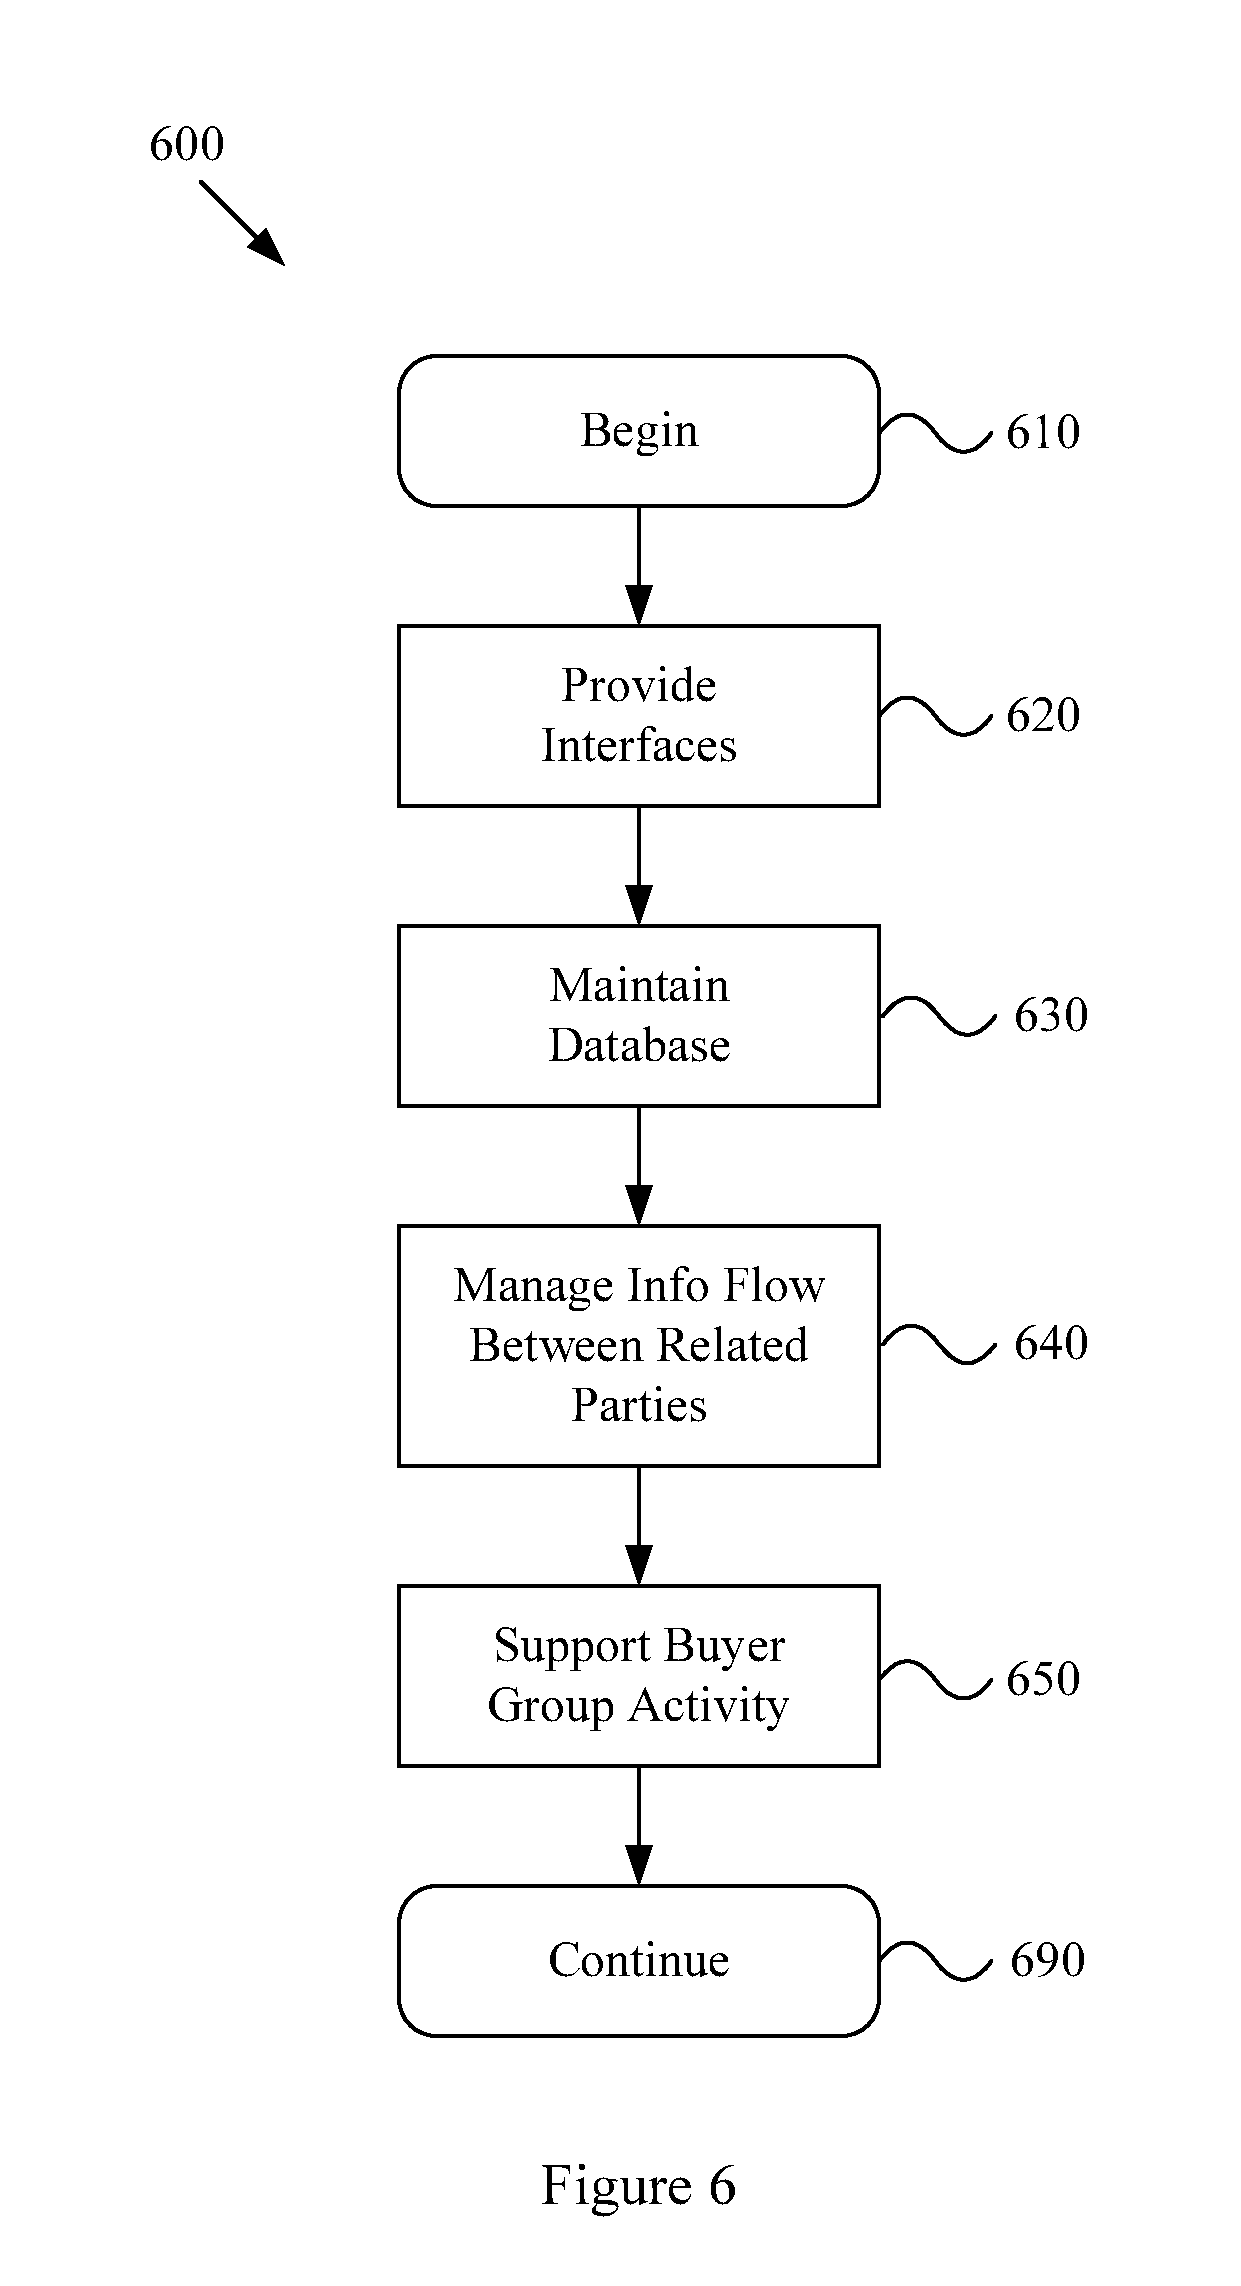 600
Begin
610
Provide
Interfaces
620
Maintain
Database
630
Manage Info Flow
Between Related
Parties
640
Support Buyer
Group Activity
650
Continue
690
Figure 6